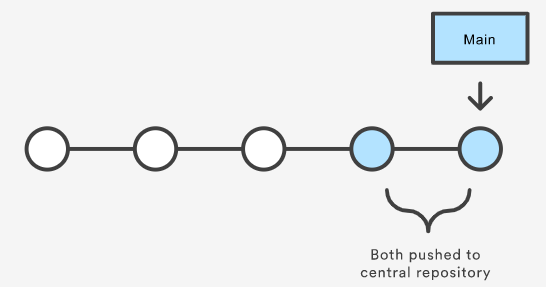 Main
Both pushed to
central repository